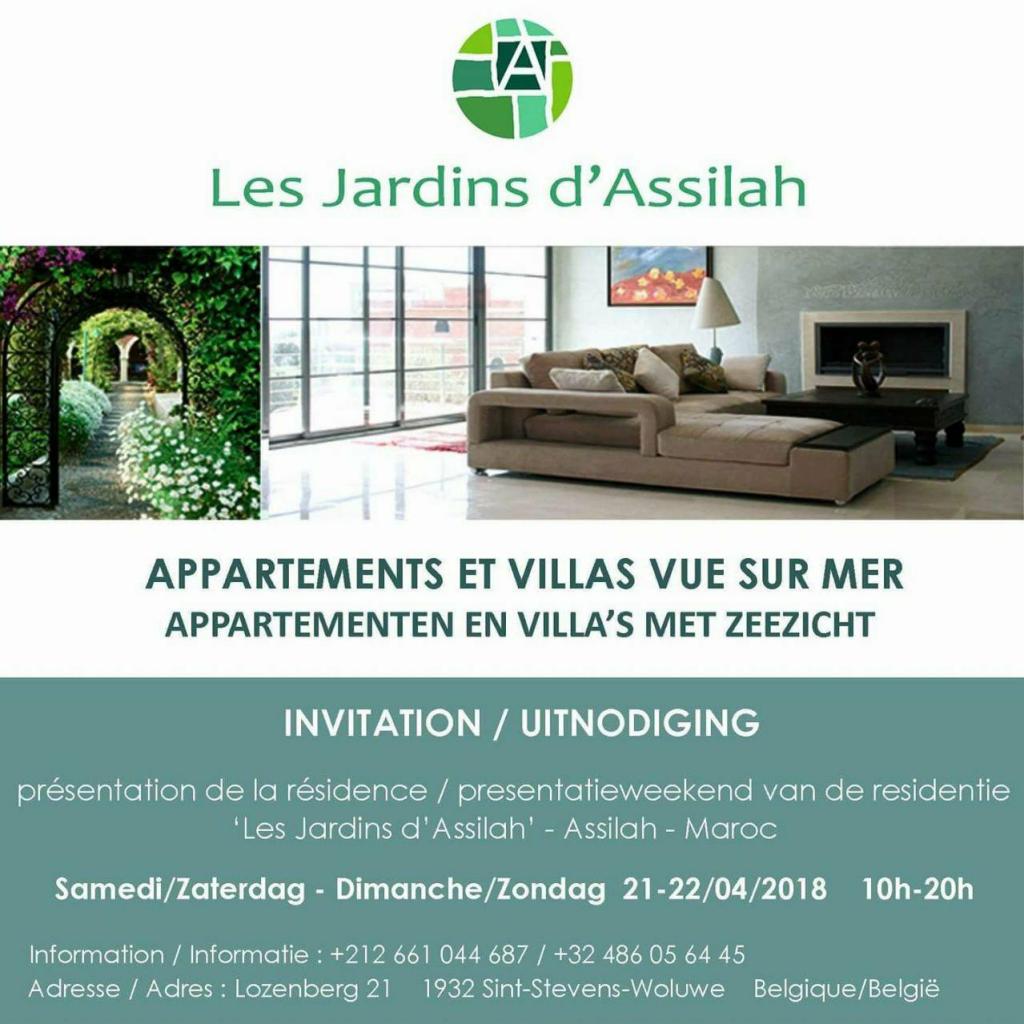 A
Les Jardins d'Assilah
APPARTEMENTS ET VILLAS VUE SUR MER
APPARTEMENTEN EN VILLA'S MET ZEEZICHT
INVITATION / UITNODIGING
présentation de la résidence / presentatieweekend van de residentie
'Les Jardins d'Assilah' - Assilah - Maroc
Samedi/Zaterdag - Dimanche/Zondag 21-22/04/2018 10h-20h
Information / Informatie : +212 661 044 687 / +32 486 05 64 45
Adresse / Adres : Lozenberg 21 1932 Sint-Stevens-Woluwe Belgique/België